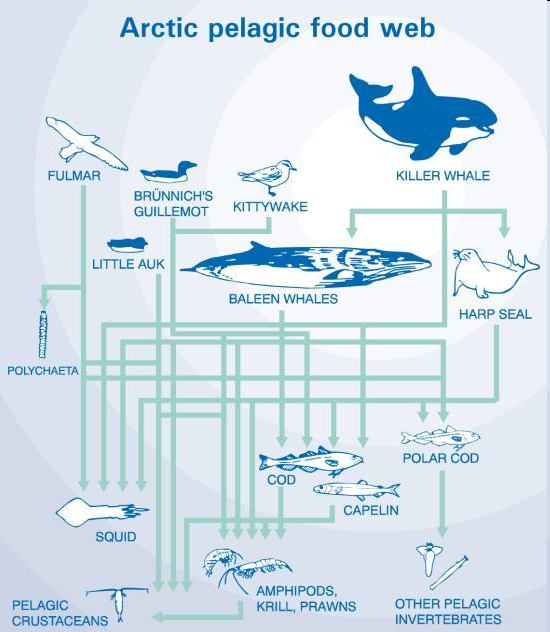 Arctic pelagic food web
FULMAR
BRÜNNICH'S
GUILLEMOT
KITTYWAKE
KILLER WHALE
LITTLE AUK
BALEEN WHALES
HARP SEAL
POLYCHAETA
COD
POLAR COD
CAPELIN
SQUID
PELAGIC
CRUSTACEANS
AMPHIPODS,
KRILL, PRAWNS
OTHER PELAGIC
INVERTEBRATES